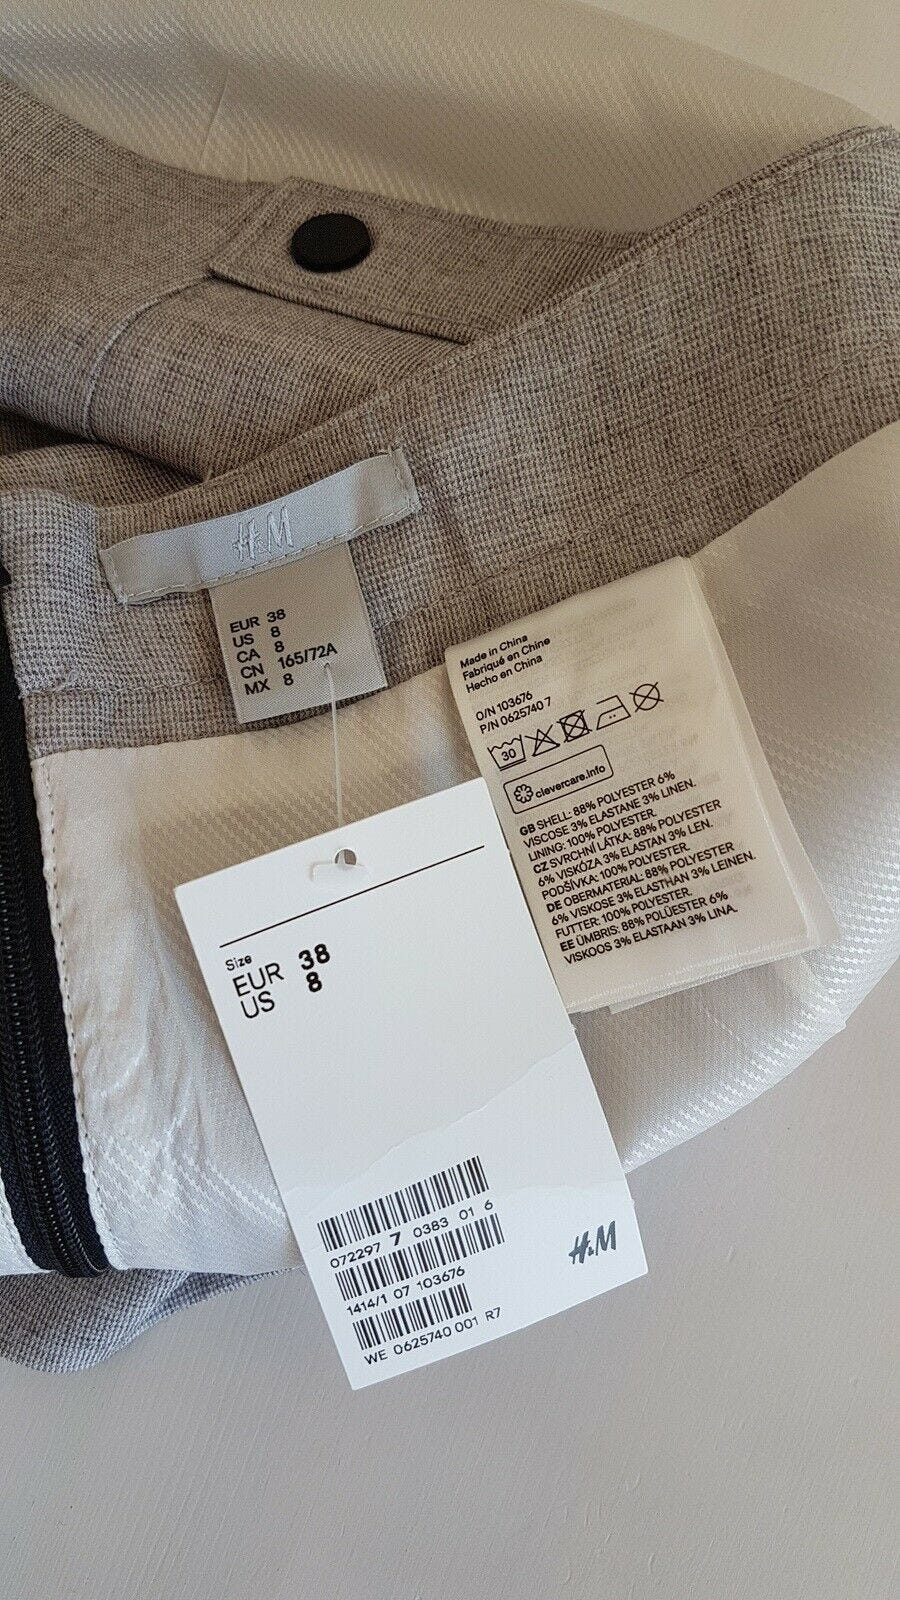 H&M
EUR 38
US 8
CA 8
CN 165/72A
MX 8
Made in China
Fabriqué en Chine
Hecho en China
O/N 103676
P/N 0625740 7
30
clevercare.info
GB SHELL: 88% POLYESTER 6%
VISCOSE 3% ELASTANE 3% LINEN.
LINING: 100% POLYESTER.
CZ SVRCHNÍ LÁTKA: 88% POLYESTER
6% VISKÓZA 3% ELASTAN 3% LEN.
PODŠÍVKA: 100% POLYESTER.
DE OBERMATERIAL: 88% POLYESTER
6% VISKOSE 3% ELASTHAN 3% LEINEN.
FUTTER: 100% POLYESTER.
EE ÜMBRIS: 88% POLÜESTER 6%
VISKOOS 3% ELASTAAN 3% LINA.
Size
EUR 38
US 8
072297 7 0383 01 6
1414/1 07 103676
WE 0625740 001 R7
H&M